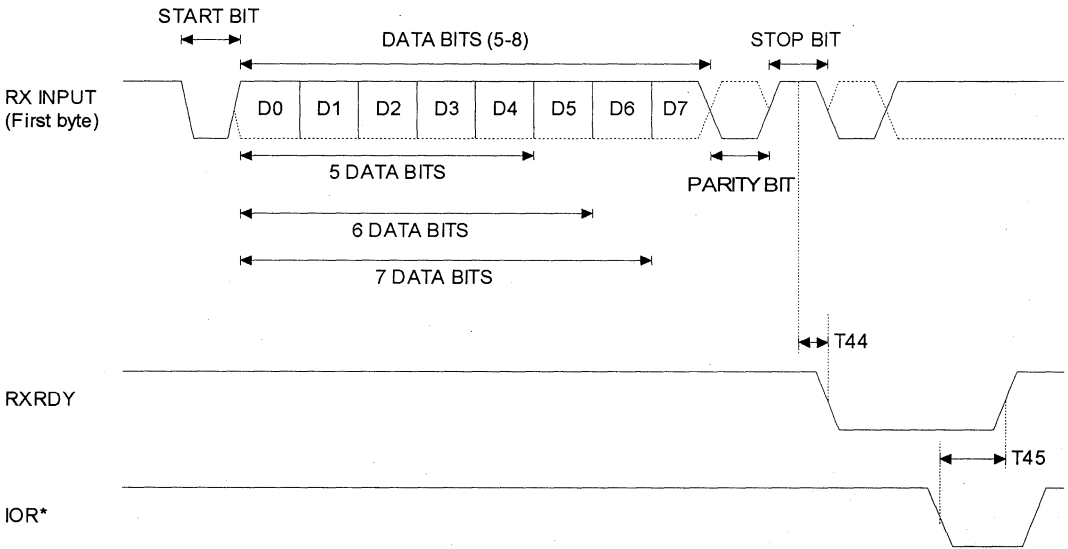 START BIT
DATA BITS (5-8)
STOP BIT
RX INPUT
(First byte)
D0 D1 D2 D3 D4 D5 D6 D7
5 DATA BITS
PARITY BIT
6 DATA BITS
7 DATA BITS
T44
RXRDY
T45
IOR*